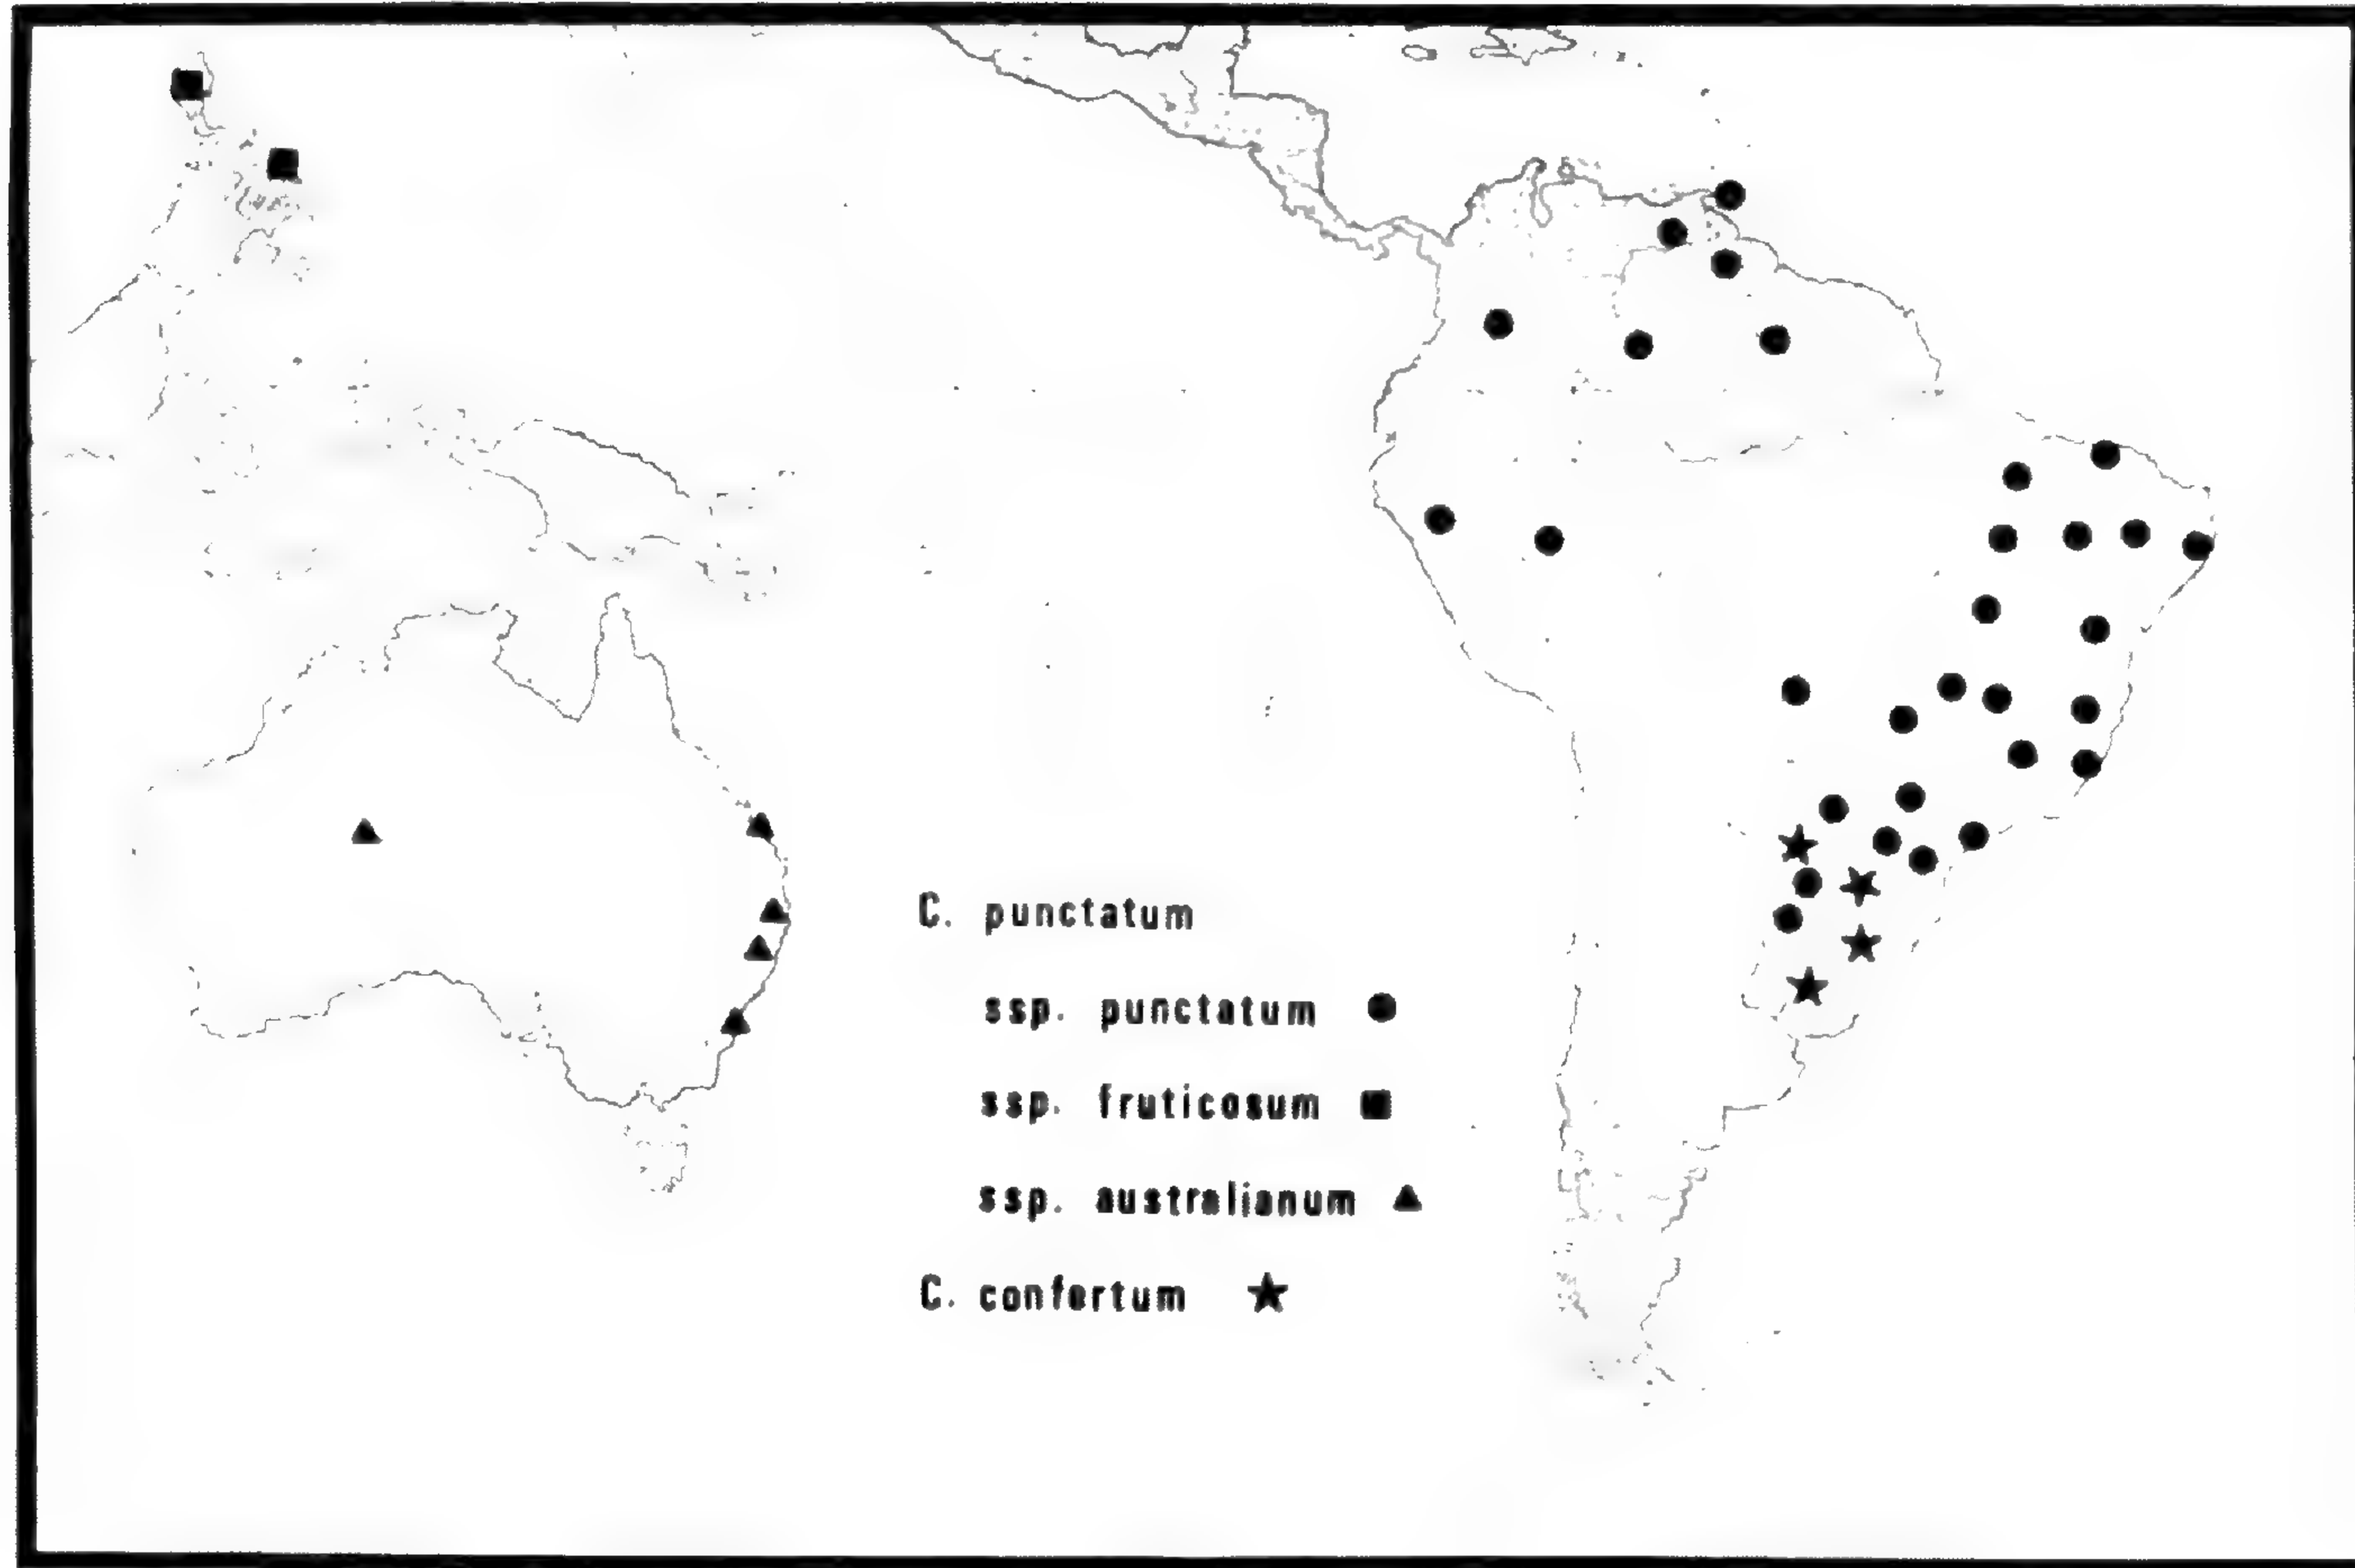 C. punctatum
ssp. punctatum
ssp. fruticosum
ssp. australianum
C. confertum